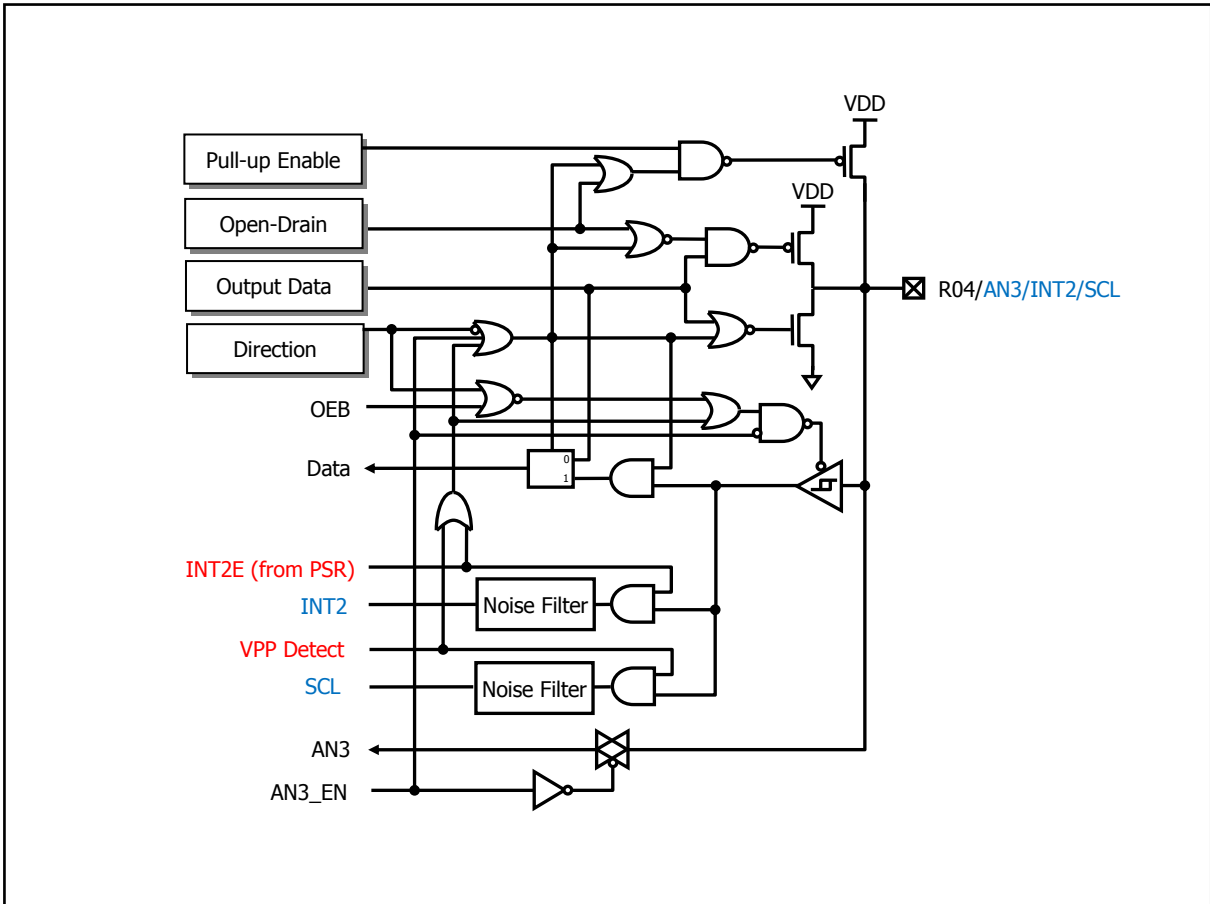 VDD
Pull-up Enable
VDD
Open-Drain
Output Data
R04/AN3/INT2/SCL
Direction
OEB
0
Data
1
INT2E (from PSR)
INT2
Noise Filter
VPP Detect
SCL
Noise Filter
AN3
AN3_EN